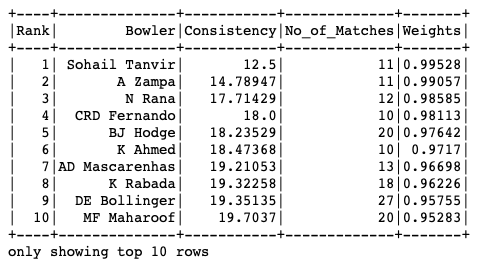 +----+--------------+-----------+-------------+-------+
|Rank|        Bowler|Consistency|No_of_Matches|Weights|
+----+--------------+-----------+-------------+-------+
|   1| Sohail Tanvir|       12.5|           11|0.99528|
|   2|       A Zampa|   14.78947|           11|0.99057|
|   3|        N Rana|   17.71429|           12|0.98585|
|   4|  CRD Fernando|       18.0|           10|0.98113|
|   5|      BJ Hodge|   18.23529|           20|0.97642|
|   6|       K Ahmed|   18.47368|           10| 0.9717|
|   7|AD Mascarenhas|   19.21053|           13|0.96698|
|   8|      K Rabada|   19.32258|           18|0.96226|
|   9|  DE Bollinger|   19.35135|           27|0.95755|
|  10|   MF Maharoof|    19.7037|           20|0.95283|
+----+--------------+-----------+-------------+-------+
only showing top 10 rows